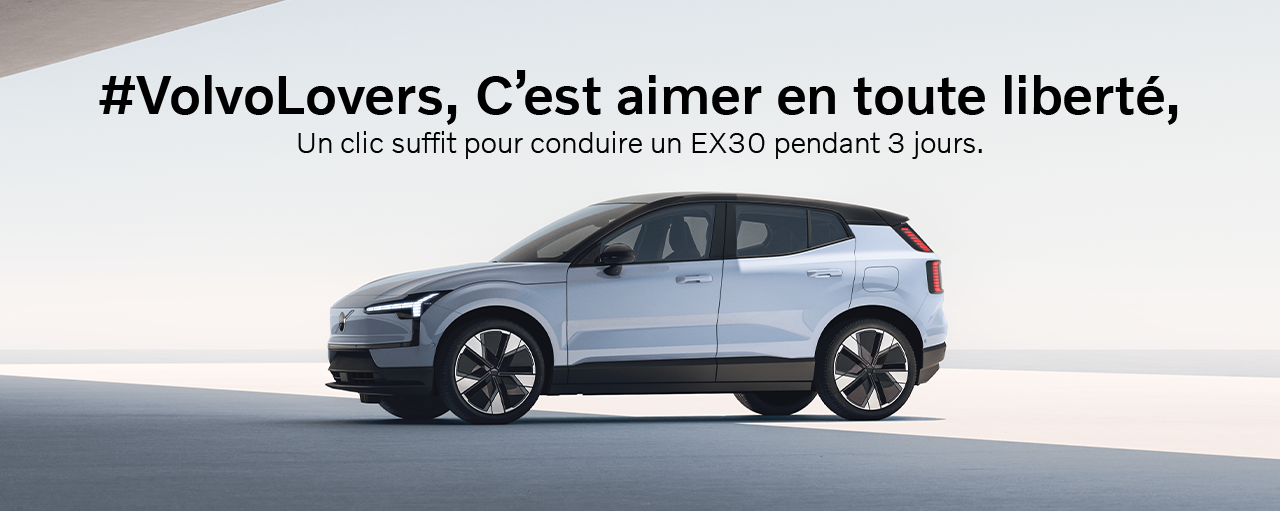 #VolvoLovers, C’est aimer en toute liberté,
Un clic suffit pour conduire un EX30 pendant 3 jours.